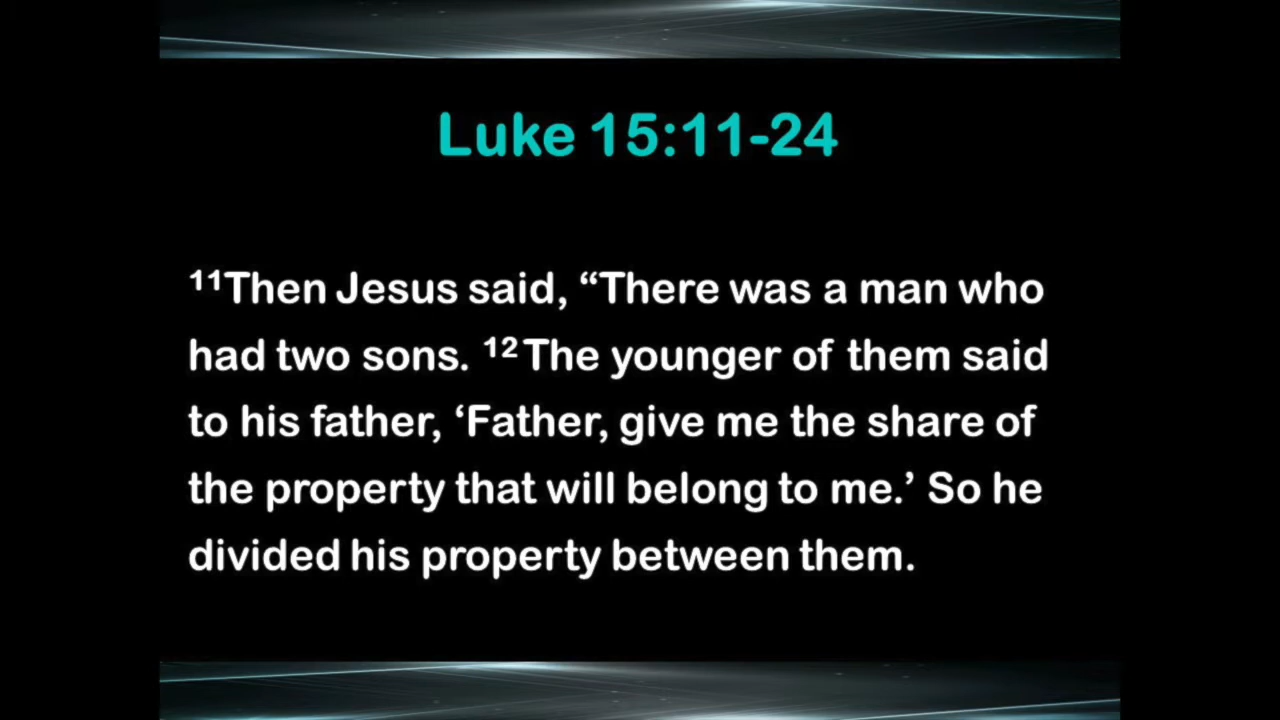 Luke 15:11-24
¹¹Then Jesus said, “There was a man who
had two sons. ¹²The younger of them said
to his father, ‘Father, give me the share of
the property that will belong to me.’ So he
divided his property between them.